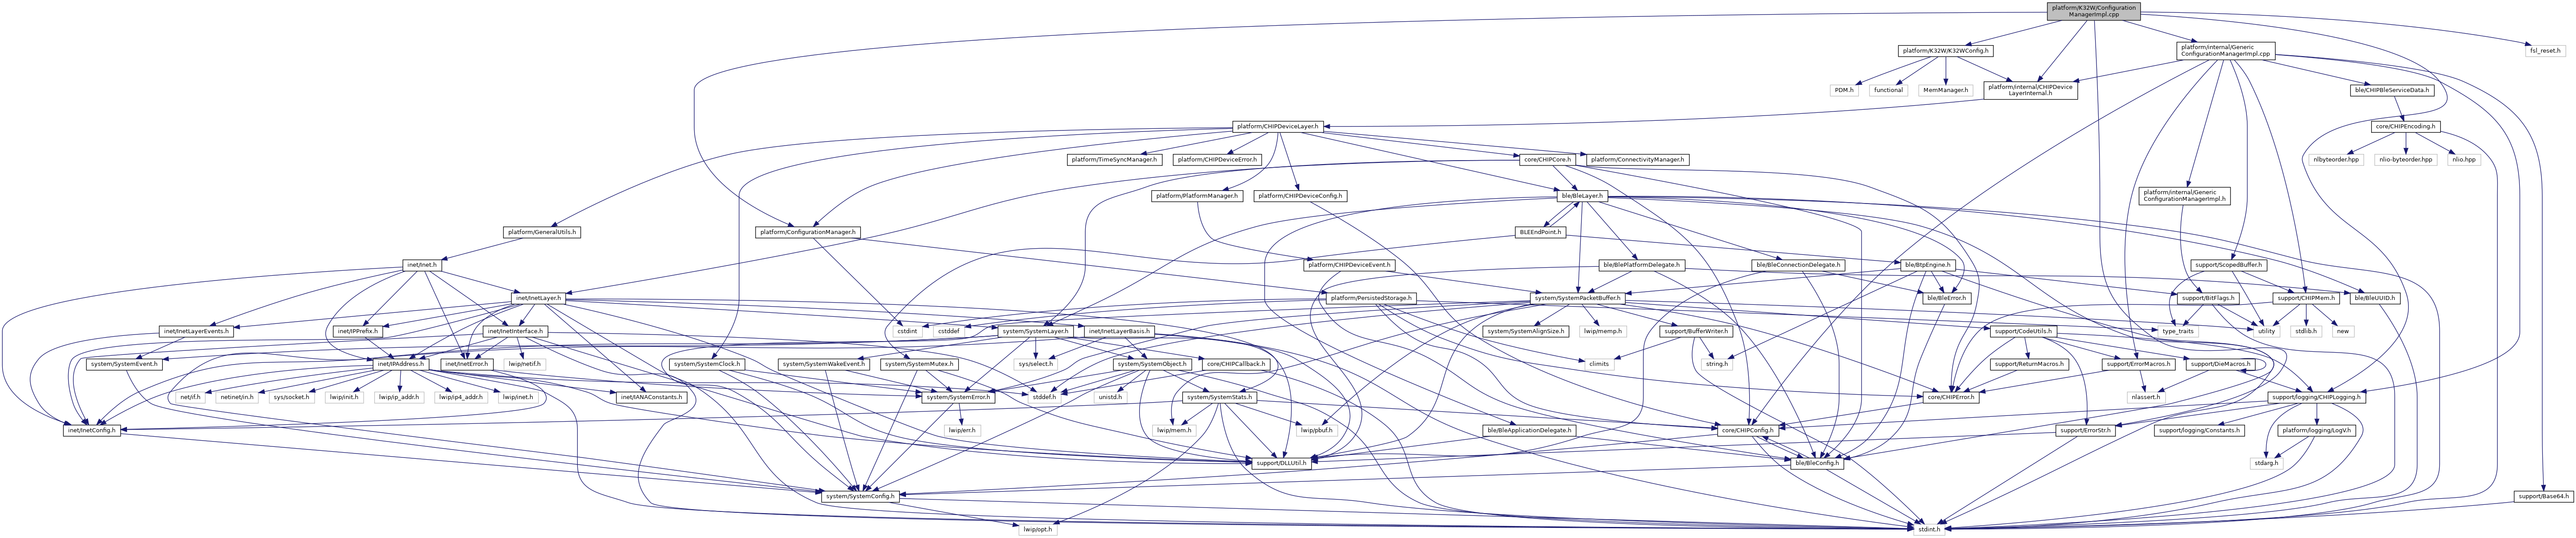 platform/K32W/Configuration
ManagerImpl.cpp
platform/K32W/K32WConfig.h
platform/internal/Generic
ConfigurationManagerImpl.cpp
fsl_reset.h
PDM.h
functional
MemManager.h
platform/internal/CHIPDevice
LayerInternal.h
ble/CHIPBleServiceData.h
platform/CHIPDeviceLayer.h
core/CHIPEncoding.h
platform/TimeSyncManager.h
platform/CHIPDeviceError.h
core/CHIPCore.h
platform/ConnectivityManager.h
nlbyteorder.hpp
nlio-byteorder.hpp
nlio.hpp
platform/PlatformManager.h
platform/CHIPDeviceConfig.h
ble/BleLayer.h
platform/internal/Generic
ConfigurationManagerImpl.h
platform/GeneralUtils.h
platform/ConfigurationManager.h
BLEEndPoint.h
inet/Inet.h
platform/CHIPDeviceEvent.h
ble/BlePlatformDelegate.h
ble/BleConnectionDelegate.h
ble/BtpEngine.h
support/ScopedBuffer.h
inet/InetLayer.h
platform/PersistedStorage.h
system/SystemPacketBuffer.h
ble/BleError.h
support/BitFlags.h
support/CHIPMem.h
ble/BleUUID.h
inet/InetLayerEvents.h
inet/IPPrefix.h
inet/InetInterface.h
cstdint
cstddef
system/SystemLayer.h
inet/InetLayerBasis.h
system/SystemAlignSize.h
lwip/memp.h
support/BufferWriter.h
support/CodeUtils.h
type_traits
utility
stdlib.h
new
system/SystemEvent.h
inet/IPAddress.h
inet/InetError.h
lwip/netif.h
system/SystemClock.h
system/SystemWakeEvent.h
system/SystemMutex.h
sys/select.h
system/SystemObject.h
core/CHIPCallback.h
climits
string.h
support/ReturnMacros.h
support/ErrorMacros.h
support/DieMacros.h
net/if.h
netinet/in.h
sys/socket.h
lwip/init.h
lwip/ip_addr.h
lwip/ip4_addr.h
lwip/inet.h
inet/IANAConstants.h
system/SystemError.h
stddef.h
unistd.h
system/SystemStats.h
core/CHIPError.h
nlassert.h
support/logging/CHIPLogging.h
inet/InetConfig.h
lwip/err.h
lwip/mem.h
lwip/pbuf.h
ble/BleApplicationDelegate.h
core/CHIPConfig.h
support/ErrorStr.h
support/logging/Constants.h
platform/logging/LogV.h
support/DLLUtil.h
ble/BleConfig.h
stdarg.h
system/SystemConfig.h
support/Base64.h
lwip/opt.h
stdint.h